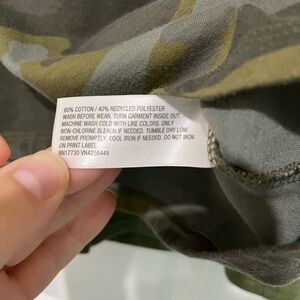 60% COTTON / 40% RECYCLED POLYESTER
WASH BEFORE WEAR. TURN GARMENT INSIDE OUT.
MACHINE WASH COLD WITH LIKE COLORS. ONLY
NON-CHLORINE BLEACH IF NEEDED. TUMBLE DRY LOW.
REMOVE PROMPTLY. COOL IRON IF NEEDED. DO NOT IRON
ON PRINT LABEL.
RN17730 VN4256449